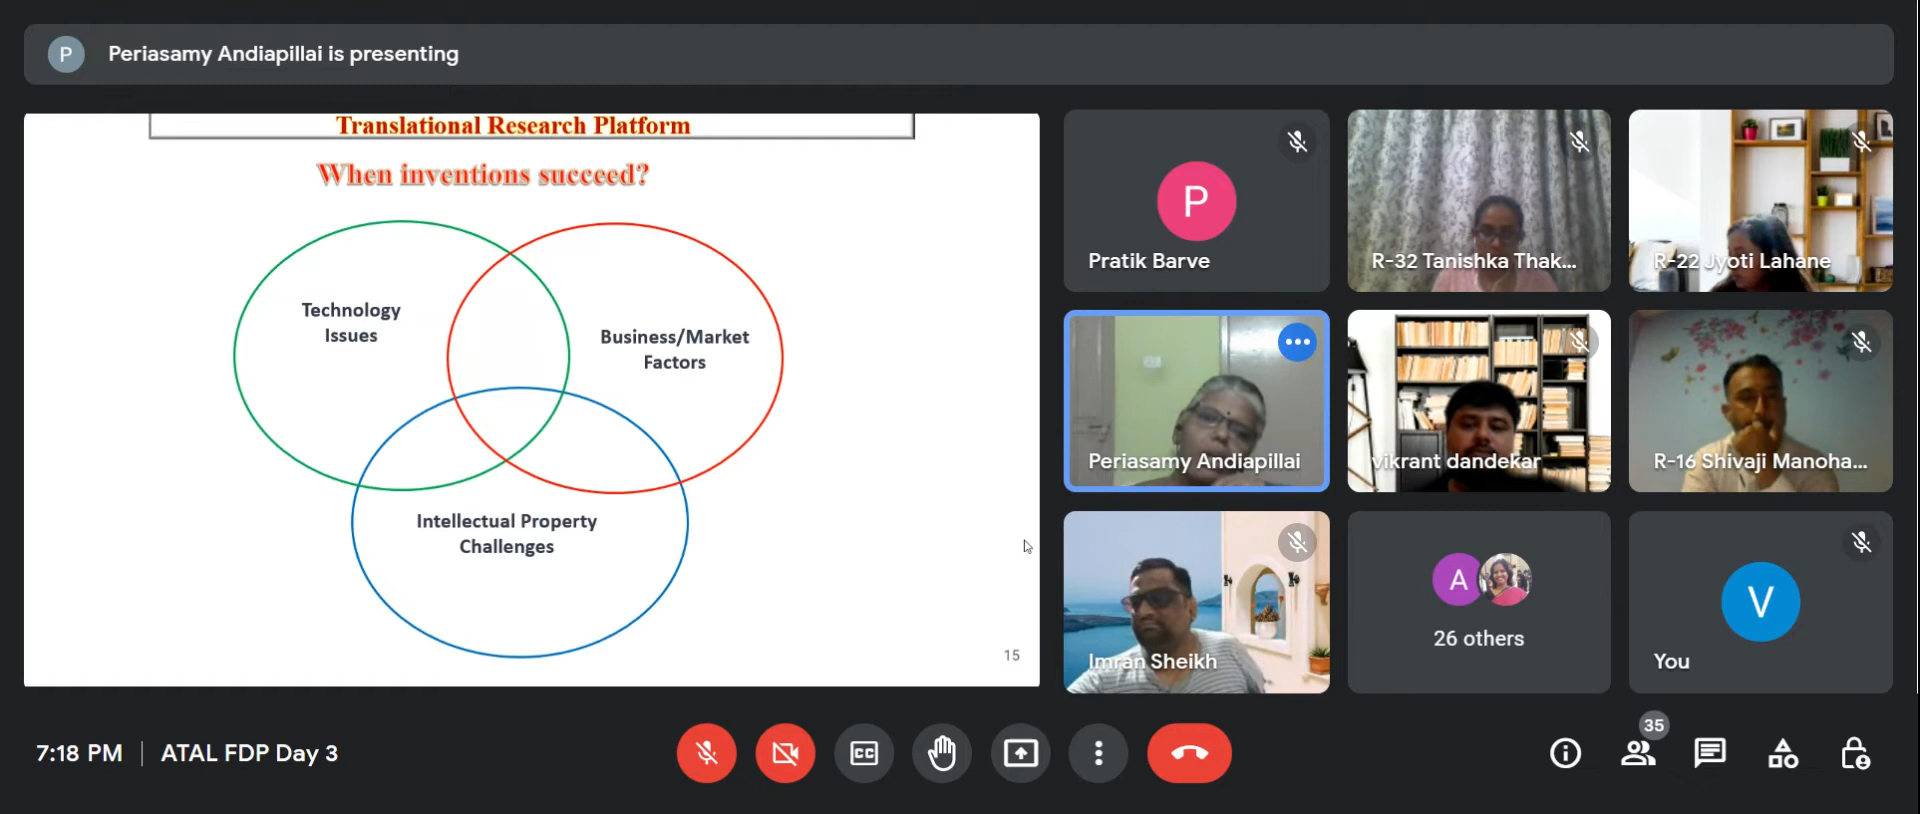 P
Periasamy Andiapillai is presenting
Translational Research Platform
When inventions succeed?
Technology
Issues
Business/Market
Factors
Intellectual Property
Challenges
15
P
Pratik Barve
R-32 Tanishka Thak...
R-22 Jyoti Lahane
Periasamy Andiapillai
vikrant dandekar
R-16 Shivaji Manoha...
Imran Sheikh
A
26 others
V
You
7:18 PM
ATAL FDP Day 3
CC
35